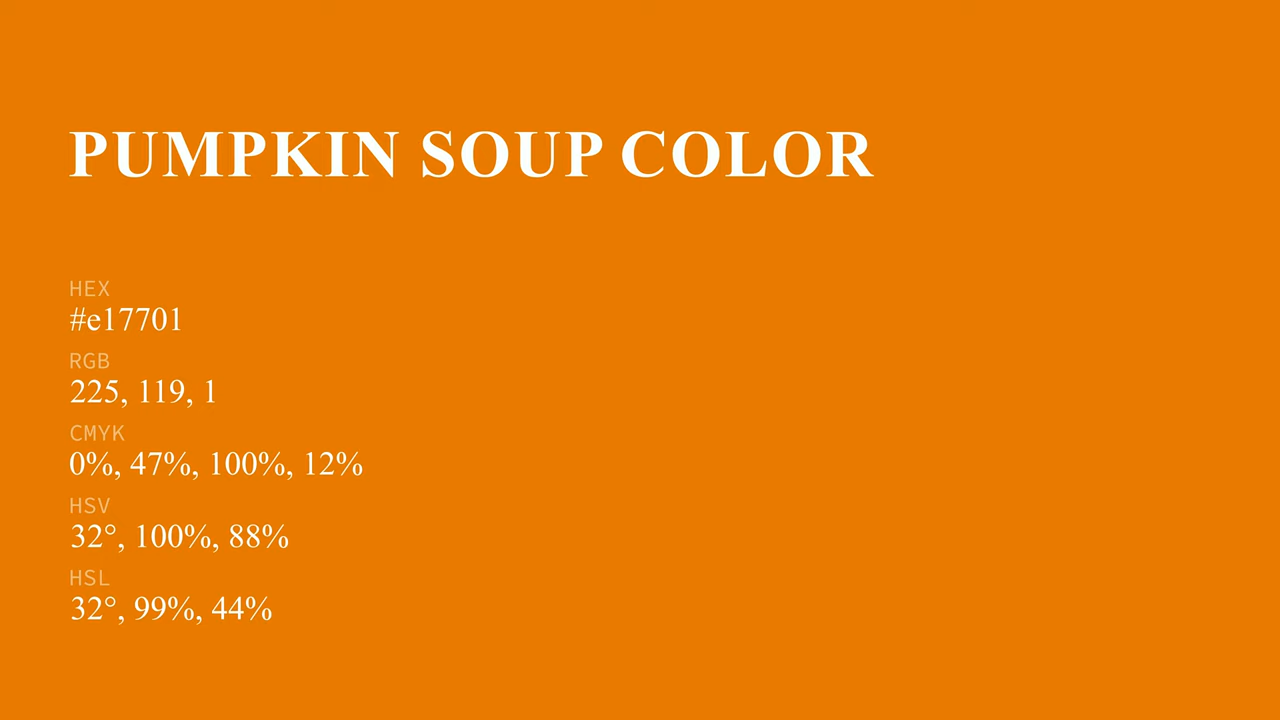 PUMPKIN SOUP COLOR
HEX
#e17701
RGB
225, 119, 1
CMYK
0%, 47%, 100%, 12%
HSV
32°, 100%, 88%
HSL
32°, 99%, 44%